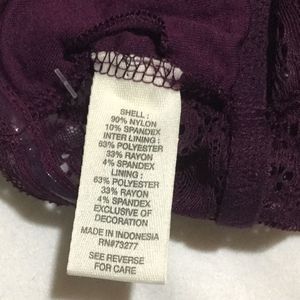 SHELL :
90% NYLON
10% SPANDEX
INTER LINING :
63% POLYESTER
33% RAYON
4% SPANDEX
LINING :
63% POLYESTER
33% RAYON
4% SPANDEX
EXCLUSIVE OF
DECORATION
MADE IN INDONESIA
RN#73277
SEE REVERSE
FOR CARE